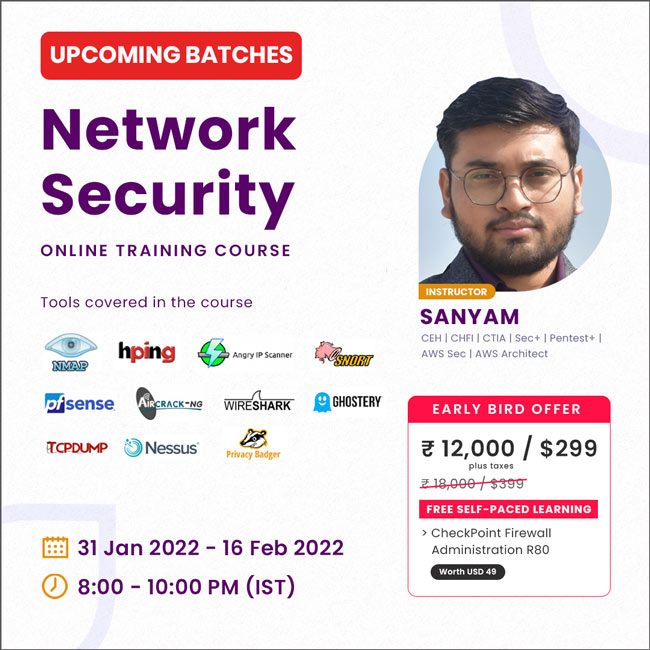 UPCOMING BATCHES
Network
Security
ONLINE TRAINING COURSE
Tools covered in the course
NMAP
hping
Angry IP Scanner
SNORT
pfsense
AIRCRACK-NG
WIRESHARK
GHOSTERY
TCPDUMP
Nessus
Privacy Badger
31 Jan 2022 - 16 Feb 2022
8:00 - 10:00 PM (IST)
INSTRUCTOR
SANYAM
CEH | CHFI | CTIA | Sec+ | Pentest+ |
AWS Sec | AWS Architect
EARLY BIRD OFFER
₹ 12,000 / $299
plus taxes
₹ 18,000 / $399
FREE SELF-PACED LEARNING
> CheckPoint Firewall
Administration R80
Worth USD 49